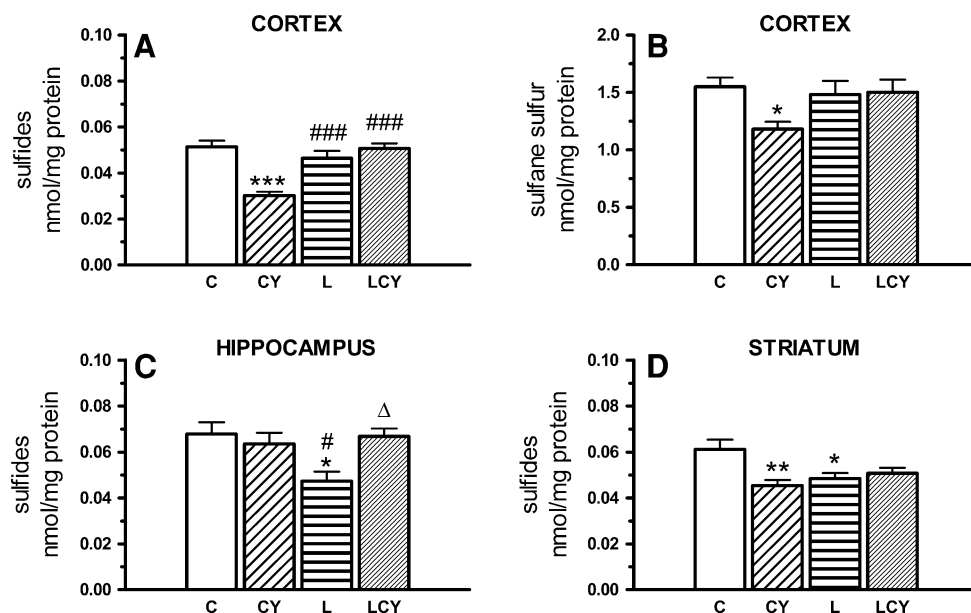 A
CORTEX
sulfides
nmol/mg protein
0.10
0.08
0.06
0.04
0.02
0.00
***
###
###
C CY L LCY
B
CORTEX
sulfane sulfur
nmol/mg protein
2.0
1.5
1.0
0.5
0.0
*
C CY L LCY
C
HIPPOCAMPUS
sulfides
nmol/mg protein
0.10
0.08
0.06
0.04
0.02
0.00
#
*
Δ
C CY L LCY
D
STRIATUM
sulfides
nmol/mg protein
0.10
0.08
0.06
0.04
0.02
0.00
**
*
C CY L LCY